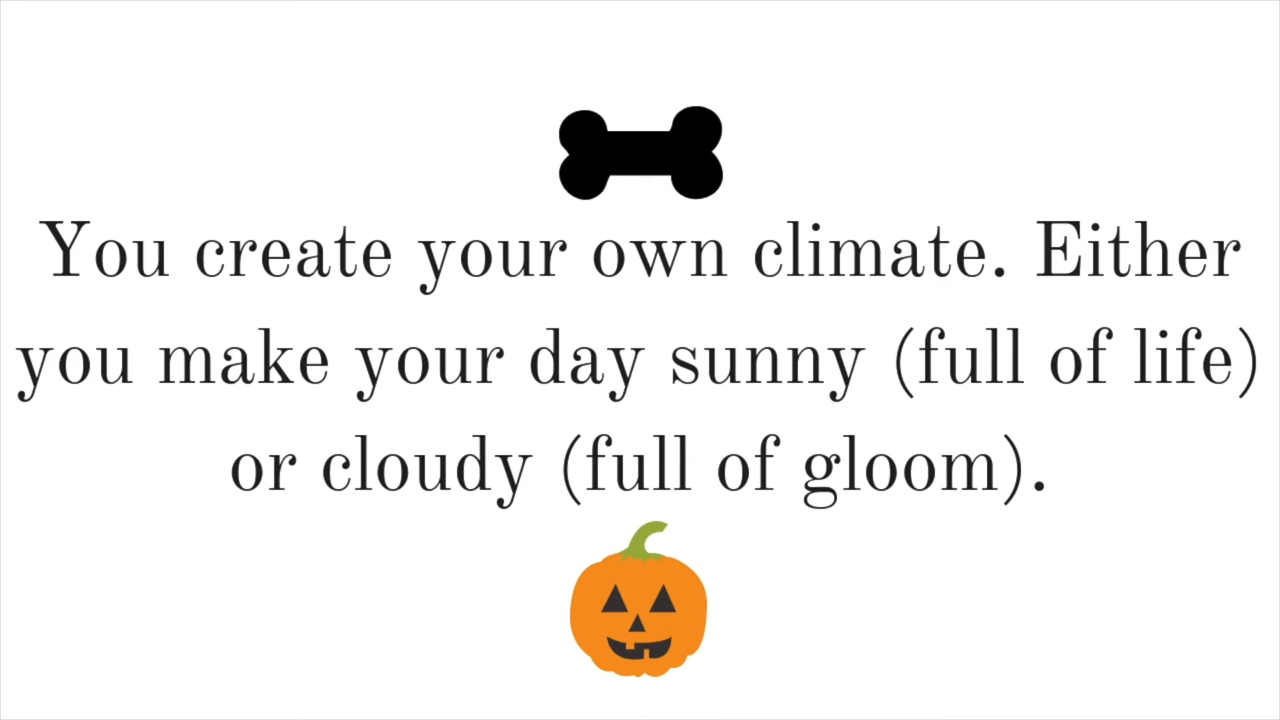 You create your own climate. Either
you make your day sunny (full of life)
or cloudy (full of gloom).